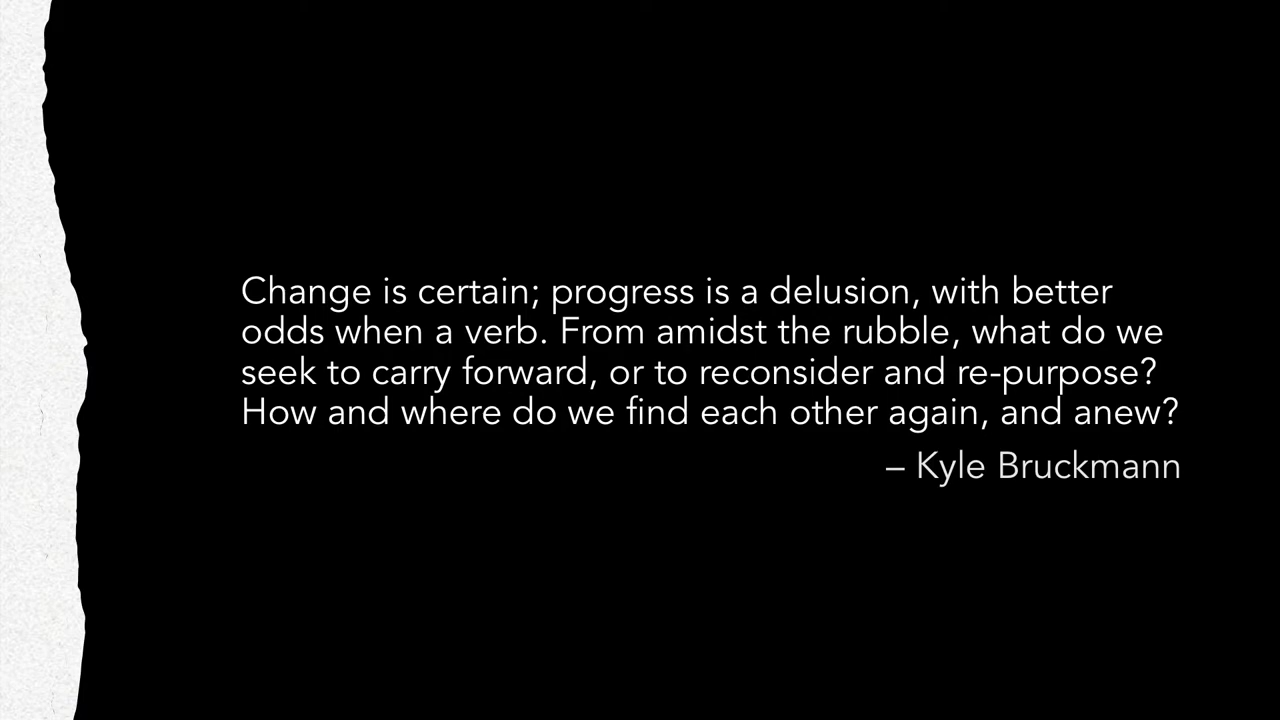 Change is certain; progress is a delusion, with better
odds when a verb. From amidst the rubble, what do we
seek to carry forward, or to reconsider and re-purpose?
How and where do we find each other again, and anew?
– Kyle Bruckmann